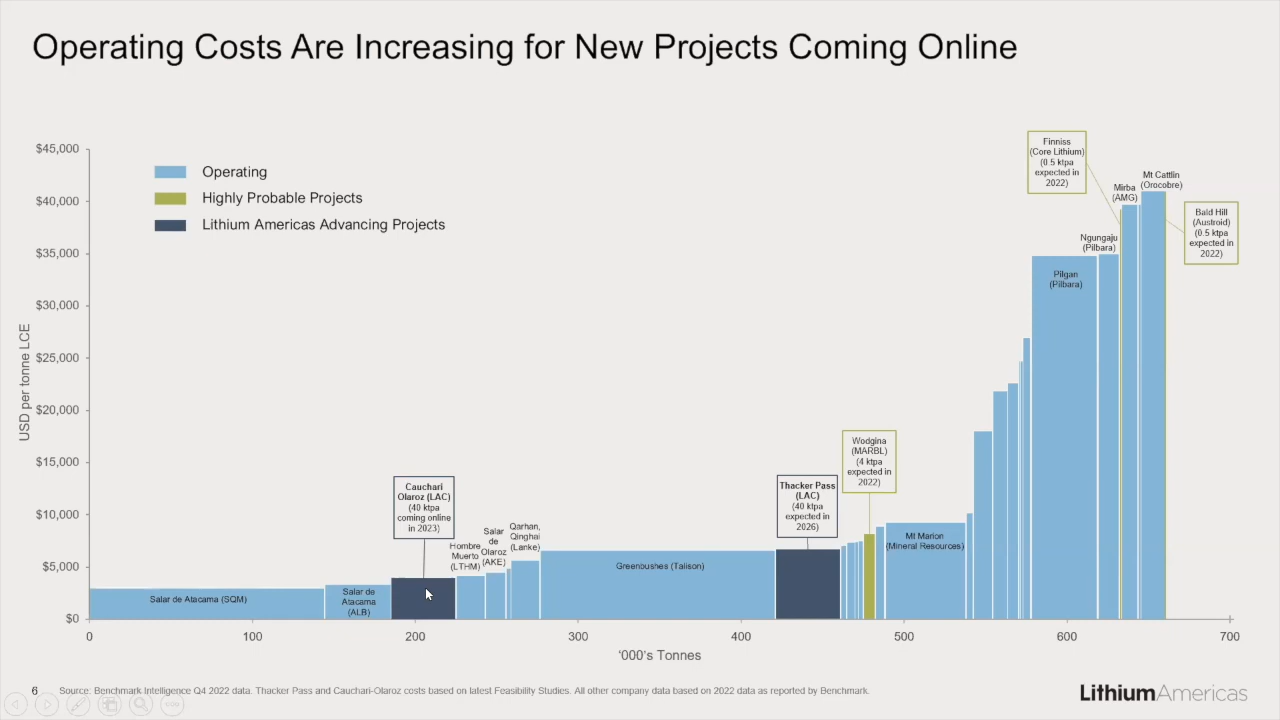 Operating Costs Are Increasing for New Projects Coming Online
$45,000
$40,000
$35,000
$30,000
$25,000
$20,000
$15,000
$10,000
$5,000
$0
USD per tonne LCE
Operating
Highly Probable Projects
Lithium Americas Advancing Projects
Salar de Atacama (SQM)
Salar de
Atacama
(ALB)
Cauchari
Olaroz (LAC)
(40 ktpa
coming online
in 2023)
Hombre
Muerto
(LTHM)
Salar
de
Olaroz
(AKE)
Qarhan,
Qinghai
(Lanke)
Greenbushes (Talison)
Thacker Pass
(LAC)
(40 ktpa
expected in
2026)
Wodgina
(MARBL)
(4 ktpa
expected in
2022)
Mt Marion
(Mineral Resources)
Pilgan
(Pilbara)
Ngungaju
(Pilbara)
Finniss
(Core Lithium)
(0.5 ktpa
expected in
2022)
Mirba
(AMG)
Mt Cattlin
(Orocobre)
Bald Hill
(Austroid)
(0.5 ktpa
expected in
2022)
0
100
200
300
400
500
600
700
'000's Tonnes
6
Source: Benchmark Intelligence Q4 2022 data. Thacker Pass and Cauchari-Olaroz costs based on latest Feasibility Studies. All other company data based on 2022 data as reported by Benchmark.
LithiumAmericas